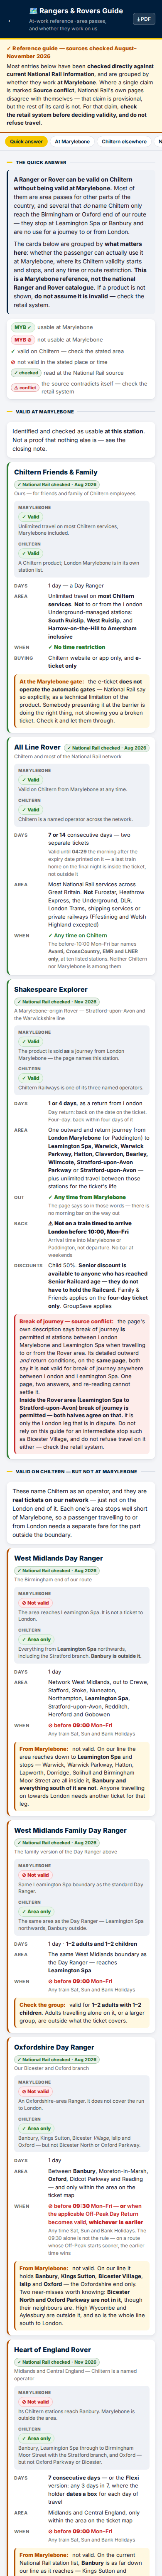 ←
🗺️ Rangers & Rovers Guide
At-work reference · area passes,
and whether they work on us
⤓ PDF
✓ Reference guide — sources checked August–
November 2026
Most entries below have been checked directly against
current National Rail information, and are grouped by
whether they work at Marylebone. Where a single claim
is marked Source conflict, National Rail's own pages
disagree with themselves — that claim is provisional,
but the rest of its card is not. For that claim, check
the retail system before deciding validity, and do not
refuse travel.
Quick answer
At Marylebone
Chiltern elsewhere
THE QUICK ANSWER
A Ranger or Rover can be valid on Chiltern
without being valid at Marylebone. Most of
them are area passes for other parts of the
country, and several that do name Chiltern only
reach the Birmingham or Oxford end of our route
— they stop at Leamington Spa or Banbury and
are no use for a journey to or from London.
The cards below are grouped by what matters
here: whether the passenger can actually use it
at Marylebone, where its Chiltern validity starts
and stops, and any time or route restriction. This
is a Marylebone reference, not the national
Ranger and Rover catalogue. If a product is not
shown, do not assume it is invalid — check the
retail system.
MYB ✓ usable at Marylebone
MYB ⊘ not usable at Marylebone
✓ valid on Chiltern — check the stated area
⊘ not valid in the stated place or time
✓ checked read at the National Rail source
⚠ conflict the source contradicts itself — check the
retail system
VALID AT MARYLEBONE
Identified and checked as usable at this station.
Not a proof that nothing else is — see the
closing note.
Chiltern Friends & Family
✓ National Rail checked · Aug 2026
Ours — for friends and family of Chiltern employees
MARYLEBONE
✓ Valid
Unlimited travel on most Chiltern services,
Marylebone included.
CHILTERN
✓ Valid
A Chiltern product; London Marylebone is in its own
station list.
DAYS 1 day — a Day Ranger
AREA Unlimited travel on most Chiltern
services. Not to or from the London
Underground-managed stations:
South Ruislip, West Ruislip, and
Harrow-on-the-Hill to Amersham
inclusive
WHEN ✓ No time restriction
BUYING Chiltern website or app only, and e-
ticket only
At the Marylebone gate: the e-ticket does not
operate the automatic gates — National Rail say
so explicitly, as a technical limitation of the
product. Somebody presenting it at the barrier is
doing the right thing, not showing you a broken
ticket. Check it and let them through.
All Line Rover ✓ National Rail checked · Aug 2026
Chiltern and most of the National Rail network
MARYLEBONE
✓ Valid
Valid on Chiltern from Marylebone at any time.
CHILTERN
✓ Valid
Chiltern is a named operator across the network.
DAYS 7 or 14 consecutive days — two
separate tickets
Valid until 04:29 the morning after the
expiry date printed on it — a last train
home on the final night is inside the ticket,
not outside it
AREA Most National Rail services across
Great Britain. Not Eurostar, Heathrow
Express, the Underground, DLR,
London Trams, shipping services or
private railways (Ffestiniog and Welsh
Highland excepted)
WHEN ✓ Any time on Chiltern
The before-10:00 Mon–Fri bar names
Avanti, CrossCountry, EMR and LNER
only, at ten listed stations. Neither Chiltern
nor Marylebone is among them
Shakespeare Explorer
✓ National Rail checked · Nov 2026
A Marylebone-origin Rover — Stratford-upon-Avon and
the Warwickshire line
MARYLEBONE
✓ Valid
The product is sold as a journey from London
Marylebone — the page names this station.
CHILTERN
✓ Valid
Chiltern Railways is one of its three named operators.
DAYS 1 or 4 days, as a return from London
Day return: back on the date of the ticket.
Four-day: back within four days of it
AREA One outward and return journey from
London Marylebone (or Paddington) to
Leamington Spa, Warwick, Warwick
Parkway, Hatton, Claverdon, Bearley,
Wilmcote, Stratford-upon-Avon
Parkway or Stratford-upon-Avon —
plus unlimited travel between those
stations for the ticket's life
OUT ✓ Any time from Marylebone
The page says so in those words — there is
no morning bar on the way out
BACK ⚠ Not on a train timed to arrive
London before 10:00, Mon–Fri
Arrival time into Marylebone or
Paddington, not departure. No bar at
weekends
DISCOUNTS Child 50%. Senior discount is
available to anyone who has reached
Senior Railcard age — they do not
have to hold the Railcard. Family &
Friends applies on the four-day ticket
only. GroupSave applies
Break of journey — source conflict: the page's
own description says break of journey is
permitted at stations between London
Marylebone and Leamington Spa when travelling
to or from the Rover area. Its detailed outward
and return conditions, on the same page, both
say it is not valid for break of journey anywhere
between London and Leamington Spa. One
page, two answers, and re-reading cannot
settle it.
Inside the Rover area (Leamington Spa to
Stratford-upon-Avon) break of journey is
permitted — both halves agree on that. It is
only the London leg that is in dispute. Do not
rely on this guide for an intermediate stop such
as Bicester Village, and do not refuse travel on it
either — check the retail system.
VALID ON CHILTERN — BUT NOT AT MARYLEBONE
These name Chiltern as an operator, and they are
real tickets on our network — just not on the
London end of it. Each one's area stops well short
of Marylebone, so a passenger travelling to or
from London needs a separate fare for the part
outside the boundary.
West Midlands Day Ranger
✓ National Rail checked · Aug 2026
The Birmingham end of our route
MARYLEBONE
⊘ Not valid
The area reaches Leamington Spa. It is not a ticket to
London.
CHILTERN
✓ Area only
Everything from Leamington Spa northwards,
including the Stratford branch. Banbury is outside it.
DAYS 1 day
AREA Network West Midlands, out to Crewe,
Stafford, Stoke, Nuneaton,
Northampton, Leamington Spa,
Stratford-upon-Avon, Redditch,
Hereford and Gobowen
WHEN ⊘ before 09:00 Mon–Fri
Any time Sat, Sun and Bank Holidays
From Marylebone: not valid. On our line the
area reaches down to Leamington Spa and
stops — Warwick, Warwick Parkway, Hatton,
Lapworth, Dorridge, Solihull and Birmingham
Moor Street are all inside it, Banbury and
everything south of it are not. Anyone travelling
on towards London needs another ticket for that
leg.
West Midlands Family Day Ranger
✓ National Rail checked · Aug 2026
The family version of the Day Ranger above
MARYLEBONE
⊘ Not valid
Same Leamington Spa boundary as the standard Day
Ranger.
CHILTERN
✓ Area only
The same area as the Day Ranger — Leamington Spa
northwards, Banbury outside.
DAYS 1 day · 1–2 adults and 1–2 children
AREA The same West Midlands boundary as
the Day Ranger — reaches
Leamington Spa
WHEN ⊘ before 09:00 Mon–Fri
Any time Sat, Sun and Bank Holidays
Check the group: valid for 1–2 adults with 1–2
children. Adults travelling alone on it, or a larger
group, are outside what the ticket covers.
Oxfordshire Day Ranger
✓ National Rail checked · Aug 2026
Our Bicester and Oxford branch
MARYLEBONE
⊘ Not valid
An Oxfordshire-area ticket. It does not cover the run
to London.
CHILTERN
✓ Area only
Banbury, Kings Sutton, Bicester Village, Islip and
Oxford — but not Bicester North or Oxford Parkway.
DAYS 1 day
AREA Between Banbury, Moreton-in-Marsh,
Oxford, Didcot Parkway and Reading
— and only within the area on the ticket
map
WHEN ⊘ before 09:30 Mon–Fri — or when
the applicable Off-Peak Day Return
becomes valid, whichever is earlier
Any time Sat, Sun and Bank Holidays. The
09:30 alone is not the rule — on a route
whose Off-Peak starts sooner, the earlier
time wins
From Marylebone: not valid. On our line it
holds Banbury, Kings Sutton, Bicester Village,
Islip and Oxford — the Oxfordshire end only.
Two near-misses worth knowing: Bicester
North and Oxford Parkway are not in it, though
their neighbours are. High Wycombe and
Aylesbury are outside it, and so is the whole line
south to London.
Heart of England Rover
✓ National Rail checked · Nov 2026
Midlands and Central England — Chiltern is a named
operator
MARYLEBONE
⊘ Not valid
Its Chiltern stations reach Banbury. Marylebone is
outside the area.
CHILTERN
✓ Area only
Banbury, Leamington Spa through to Birmingham
Moor Street with the Stratford branch, and Oxford —
but not Oxford Parkway or Bicester.
DAYS 7 consecutive days — or the Flexi
version: any 3 days in 7, where the
holder dates a box for each day of
travel
AREA Midlands and Central England, only
within the area on the ticket map
WHEN ⊘ before 09:00 Mon–Fri
Any train Sat, Sun and Bank Holidays
From Marylebone: not valid. On the current
National Rail station list, Banbury is as far down
our line as it reaches — Kings Sutton and